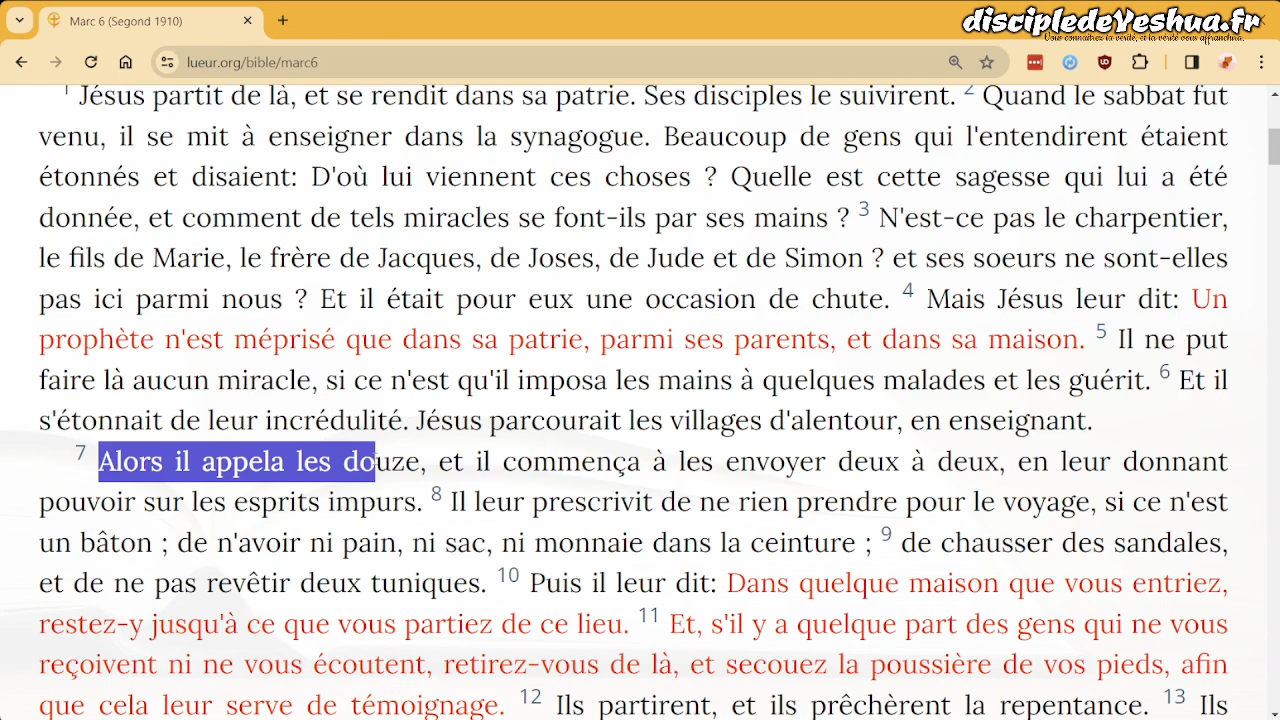 Marc 6 (Segond 1910)
discipledeYeshua.fr
Vous connaîtrez la vérité, et la vérité vous affranchira.
lueur.org/bible/marc6
1 Jésus partit de là, et se rendit dans sa patrie. Ses disciples le suivirent. 2 Quand le sabbat fut
venu, il se mit à enseigner dans la synagogue. Beaucoup de gens qui l'entendirent étaient
étonnés et disaient: D'où lui viennent ces choses ? Quelle est cette sagesse qui lui a été
donnée, et comment de tels miracles se font-ils par ses mains ? 3 N'est-ce pas le charpentier,
le fils de Marie, le frère de Jacques, de Joses, de Jude et de Simon ? et ses soeurs ne sont-elles
pas ici parmi nous ? Et il était pour eux une occasion de chute. 4 Mais Jésus leur dit: Un
prophète n'est méprisé que dans sa patrie, parmi ses parents, et dans sa maison. 5 Il ne put
faire là aucun miracle, si ce n'est qu'il imposa les mains à quelques malades et les guérit. 6 Et il
s'étonnait de leur incrédulité. Jésus parcourait les villages d'alentour, en enseignant.
7 Alors il appela les douze, et il commença à les envoyer deux à deux, en leur donnant
pouvoir sur les esprits impurs. 8 Il leur prescrivit de ne rien prendre pour le voyage, si ce n'est
un bâton ; de n'avoir ni pain, ni sac, ni monnaie dans la ceinture ; 9 de chausser des sandales,
et de ne pas revêtir deux tuniques. 10 Puis il leur dit: Dans quelque maison que vous entriez,
restez-y jusqu'à ce que vous partiez de ce lieu. 11 Et, s'il y a quelque part des gens qui ne vous
reçoivent ni ne vous écoutent, retirez-vous de là, et secouez la poussière de vos pieds, afin
que cela leur serve de témoignage. 12 Ils partirent, et ils prêchèrent la repentance. 13 Ils